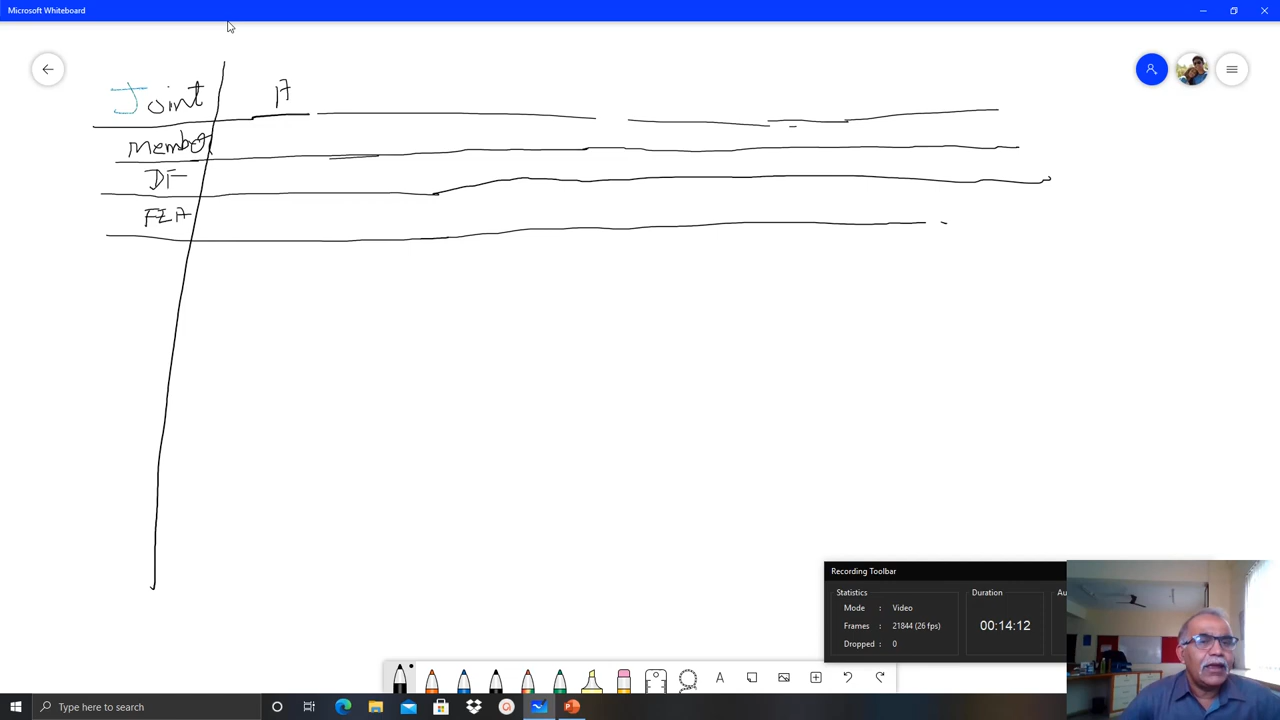 Microsoft Whiteboard
Joint A
Member
DF
FEM
Recording Toolbar
Statistics Duration Au
Mode : Video
Frames : 21844 (26 fps) 00:14:12
Dropped : 0
A
Type here to search